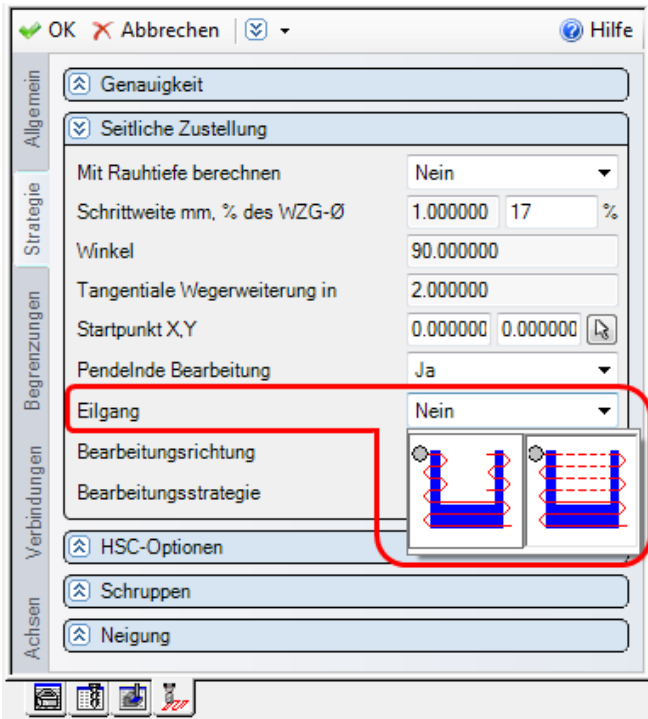 OK Abbrechen Hilfe
Allgemein
Strategie
Begrenzungen
Verbindungen
Achsen
Genauigkeit
Seitliche Zustellung
Mit Rauhtiefe berechnen Nein
Schrittweite mm, % des WZG-Ø 1.000000 17 %
Winkel 90.000000
Tangentiale Wegerweiterung in 2.000000
Startpunkt X,Y 0.000000 0.000000
Pendelnde Bearbeitung Ja
Eilgang Nein
Bearbeitungsrichtung
Bearbeitungsstrategie
HSC-Optionen
Schruppen
Neigung